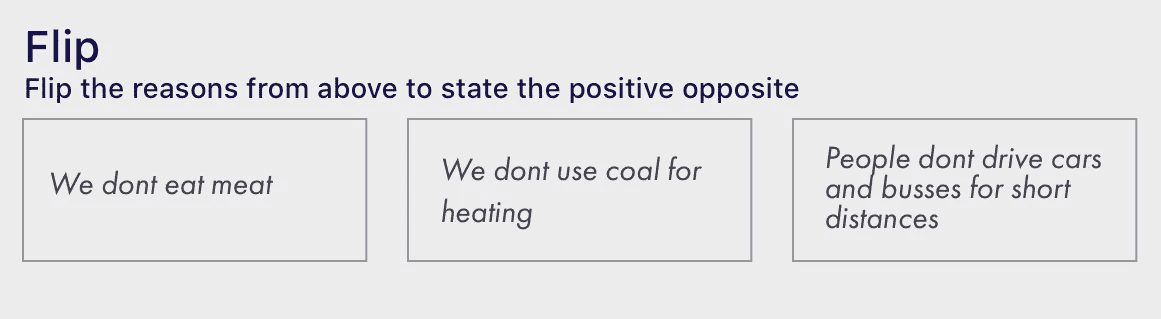 Flip
Flip the reasons from above to state the positive opposite
We dont eat meat
We dont use coal for
heating
People dont drive cars
and busses for short
distances